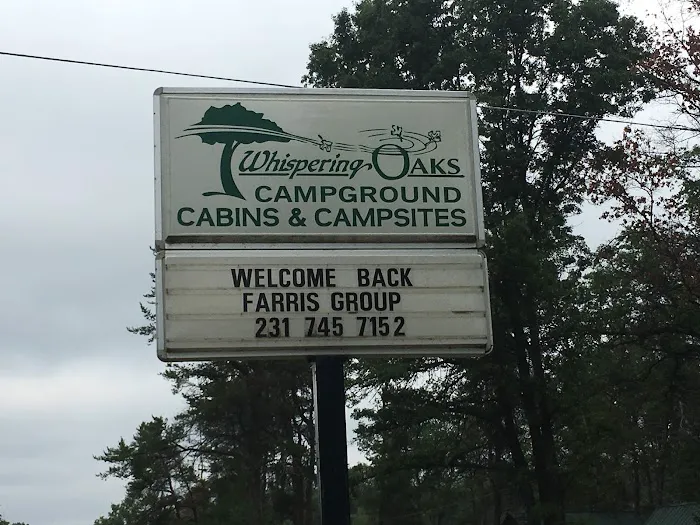 Whispering Oaks
CAMPGROUND
CABINS & CAMPSITES
WELCOME BACK
FARRIS GROUP
231 745 7152